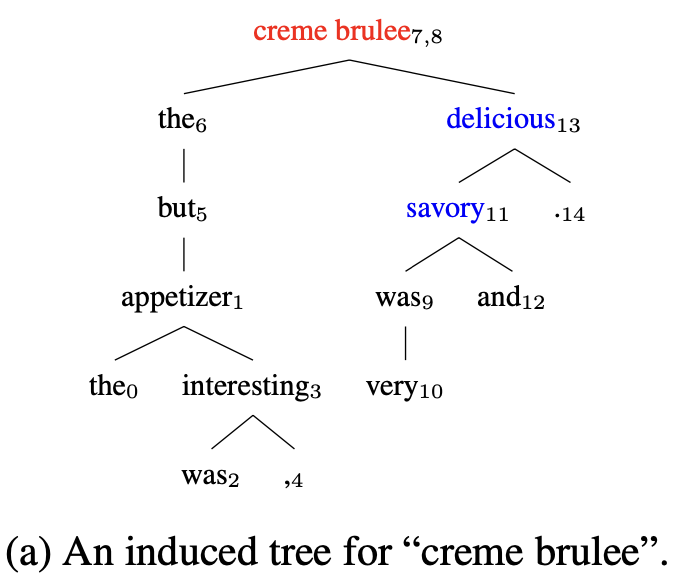 creme brulee7,8
the6 delicious13
but5 savory11 .14
appetizer1 was9 and12
the0 interesting3 very10
was2 ,4
(a) An induced tree for “creme brulee”.